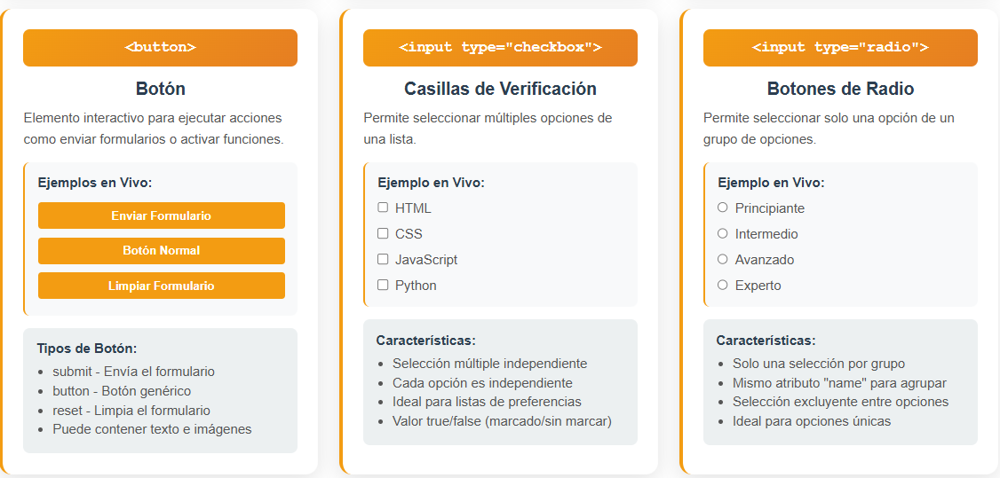 <button>
Botón
Elemento interactivo para ejecutar acciones
como enviar formularios o activar funciones.
Ejemplos en Vivo:
Enviar Formulario
Botón Normal
Limpiar Formulario
Tipos de Botón:
submit - Envía el formulario
button - Botón genérico
reset - Limpia el formulario
Puede contener texto e imágenes
<input type="checkbox">
Casillas de Verificación
Permite seleccionar múltiples opciones de
una lista.
Ejemplo en Vivo:
HTML
CSS
JavaScript
Python
Características:
Selección múltiple independiente
Cada opción es independiente
Ideal para listas de preferencias
Valor true/false (marcado/sin marcar)
<input type="radio">
Botones de Radio
Permite seleccionar solo una opción de un
grupo de opciones.
Ejemplo en Vivo:
Principiante
Intermedio
Avanzado
Experto
Características:
Solo una selección por grupo
Mismo atributo "name" para agrupar
Selección excluyente entre opciones
Ideal para opciones únicas